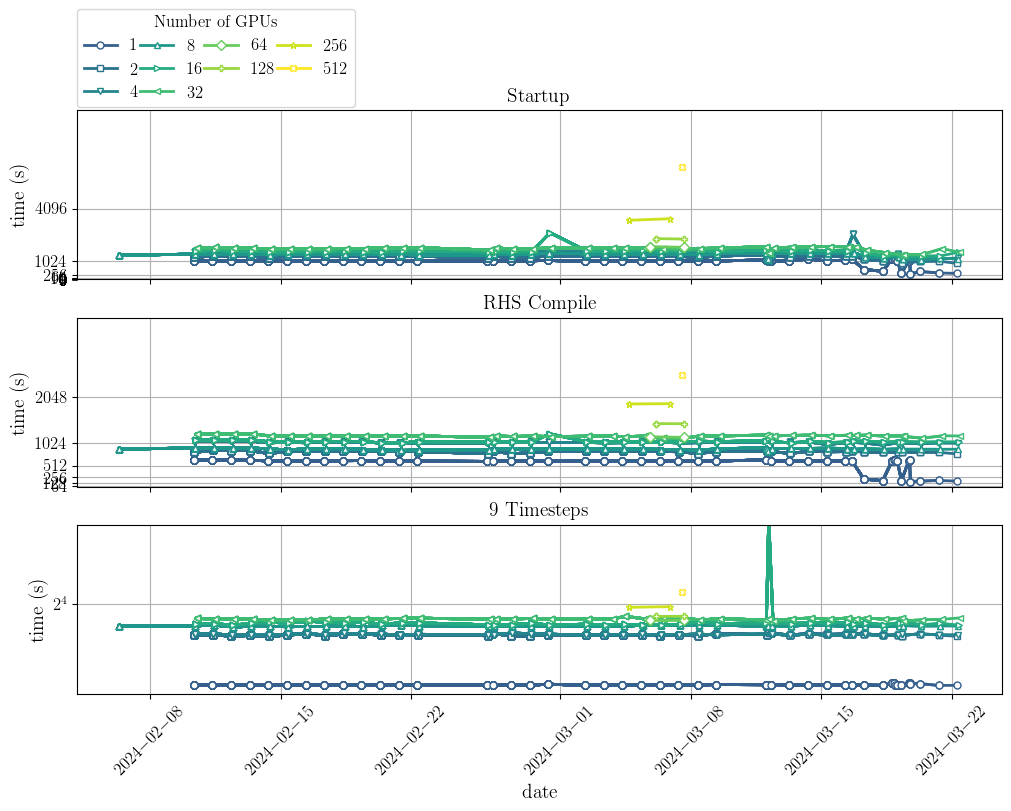 Number of GPUs
1 8 64 256
2 16 128 512
4 32
Startup
time (s)
4096
1024
256
RHS Compile
time (s)
2048
1024
512
256
128
64
9 Timesteps
time (s)
2^4
2024−02−08
2024−02−15
2024−02−22
2024−03−01
2024−03−08
2024−03−15
2024−03−22
date